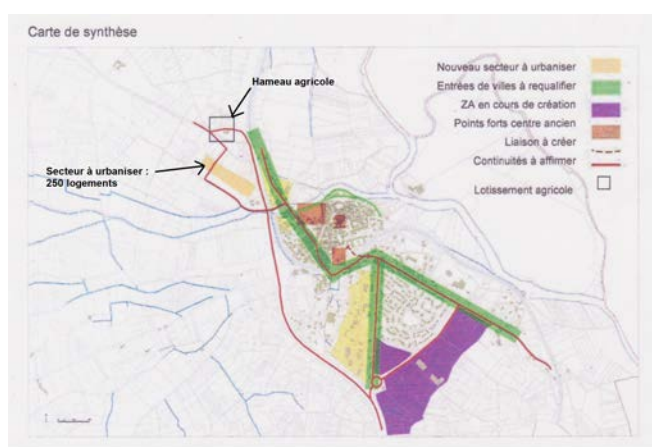 Carte de synthèse
Hameau agricole
Secteur à urbaniser :
250 logements
Nouveau secteur à urbaniser
Entrées de villes à requalifier
ZA en cours de création
Points forts centre ancien
Liaison à créer
Continuités à affirmer
Lotissement agricole